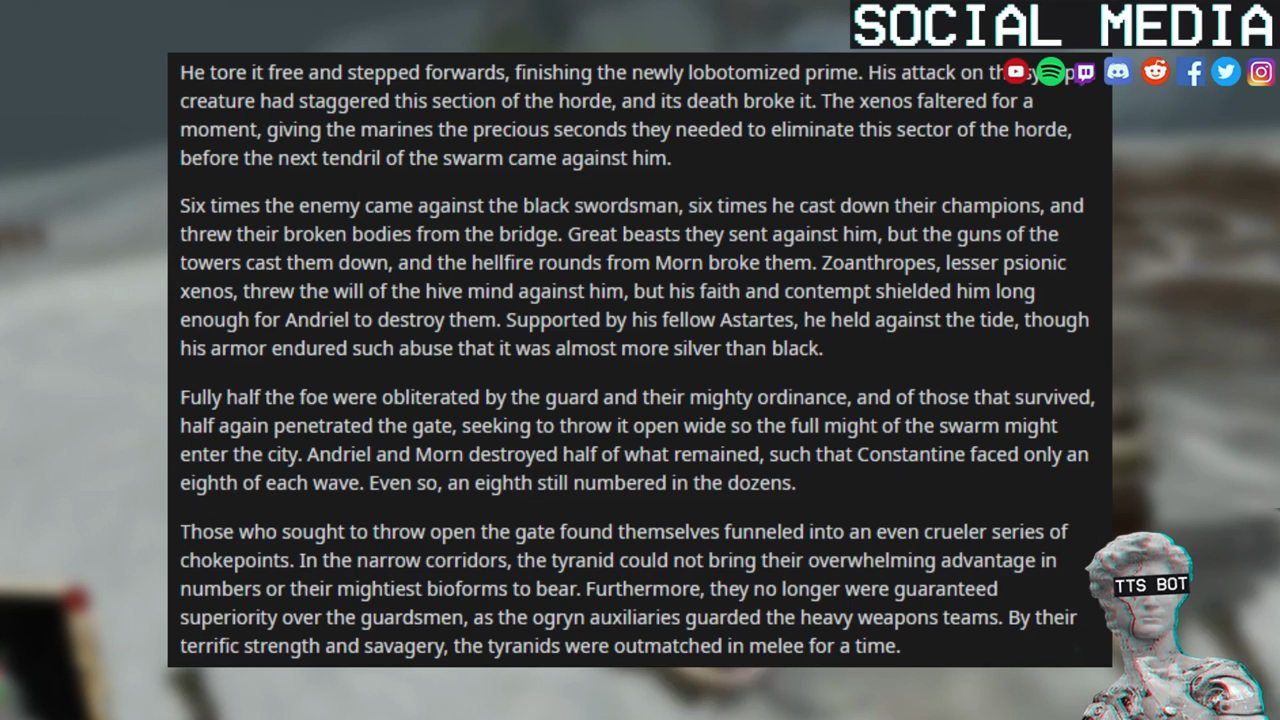 SOCIAL MEDIA
He tore it free and stepped forwards, finishing the newly lobotomized prime. His attack on
creature had staggered this section of the horde, and its death broke it. The xenos faltered for a
moment, giving the marines the precious seconds they needed to eliminate this sector of the horde,
before the next tendril of the swarm came against him.
Six times the enemy came against the black swordsman, six times he cast down their champions, and
threw their broken bodies from the bridge. Great beasts they sent against him, but the guns of the
towers cast them down, and the hellfire rounds from Morn broke them. Zoanthropes, lesser psionic
xenos, threw the will of the hive mind against him, but his faith and contempt shielded him long
enough for Andriel to destroy them. Supported by his fellow Astartes, he held against the tide, though
his armor endured such abuse that it was almost more silver than black.
Fully half the foe were obliterated by the guard and their mighty ordinance, and of those that survived,
half again penetrated the gate, seeking to throw it open wide so the full might of the swarm might
enter the city. Andriel and Morn destroyed half of what remained, such that Constantine faced only an
eighth of each wave. Even so, an eighth still numbered in the dozens.
Those who sought to throw open the gate found themselves funneled into an even crueler series of
chokepoints. In the narrow corridors, the tyranid could not bring their overwhelming advantage in
numbers or their mightiest bioforms to bear. Furthermore, they no longer were guaranteed
superiority over the guardsmen, as the ogryn auxiliaries guarded the heavy weapons teams. By their
terrific strength and savagery, the tyranids were outmatched in melee for a time.
TTS BOT